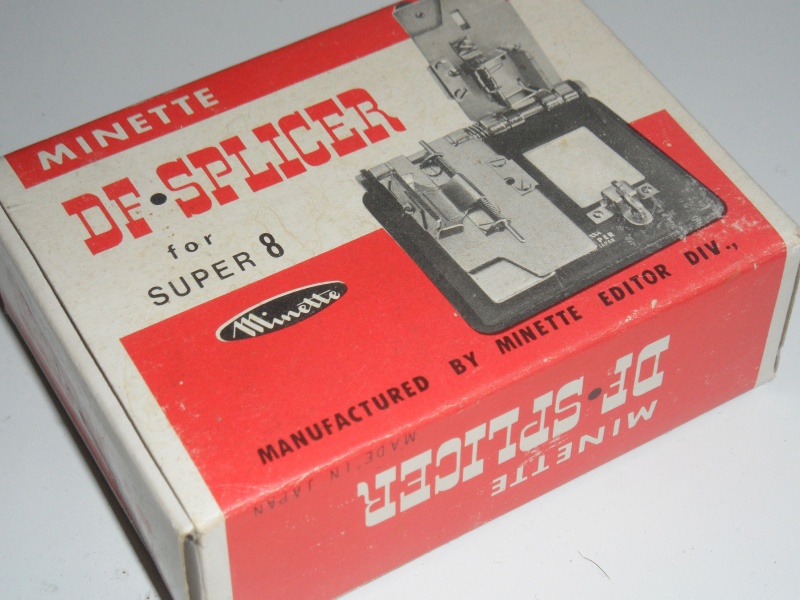 MINETTE
DF·SPLICER
for
SUPER 8
Minette
MANUFACTURED BY MINETTE EDITOR DIV.,
MINETTE
DF·SPLICER
MADE IN JAPAN